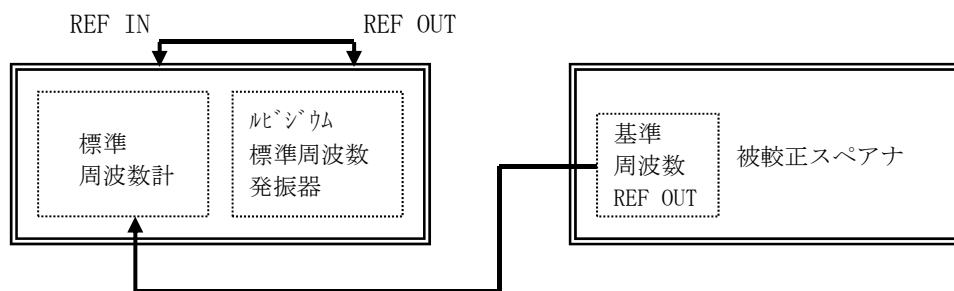 REF IN
REF OUT
標準
周波数計
ﾙﾋﾞｼﾞｳﾑ
標準周波数
発振器
基準
周波数
REF OUT
被較正スペアナ